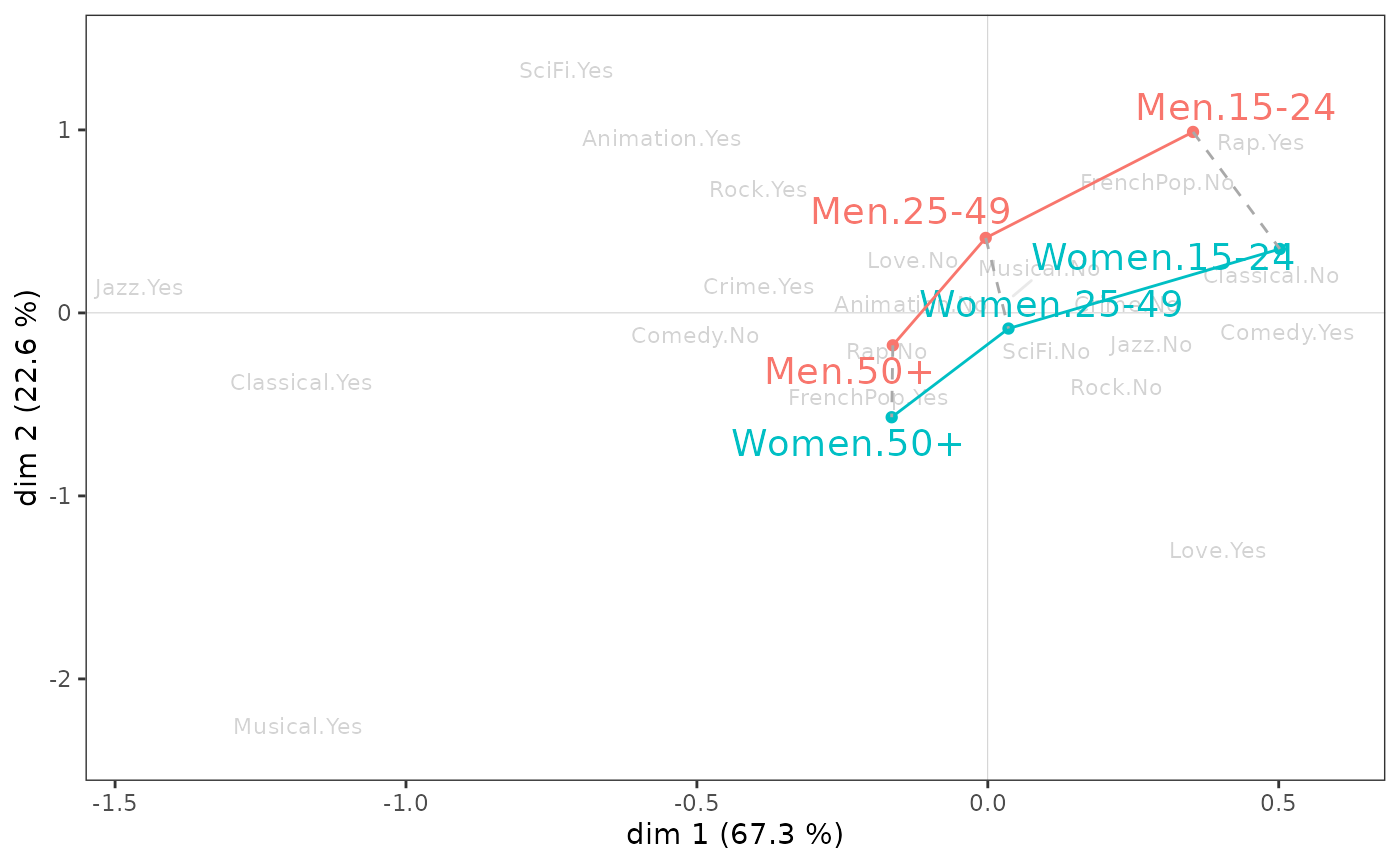 SciFi.Yes
Men.15-24
Animation.Yes
Rap.Yes
Rock.Yes
FrenchPop.No
Men.25-49
Love.No
Musical.No
Women.15-24
Classical.No
Jazz.Yes
Crime.Yes
Animation.No
Women.25-49
Crime.No
Comedy.No
Rap.No
SciFi.No
Jazz.No
Comedy.Yes
Classical.Yes
Men.50+
Rock.No
FrenchPop.Yes
Women.50+
Love.Yes
Musical.Yes
1
0
-1
-2
-1.5
-1.0
-0.5
0.0
0.5
dim 1 (67.3 %)
dim 2 (22.6 %)